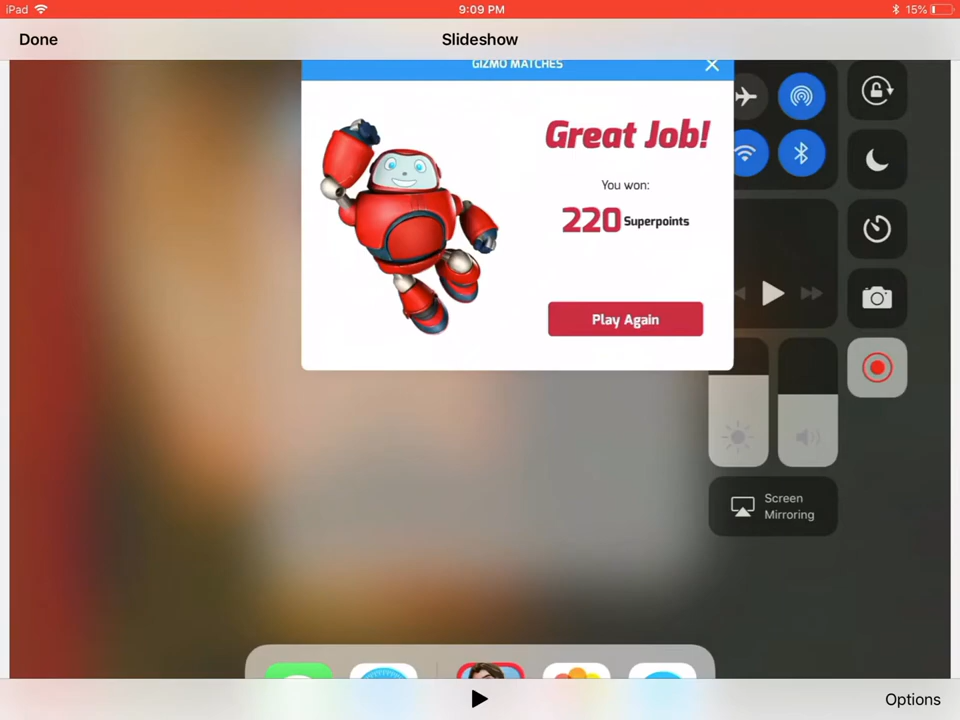 iPad
9:09 PM
15%
Done
Slideshow
GIZMO MATCHES
Great Job!
You won:
220 Superpoints
Play Again
Screen
Mirroring
Options